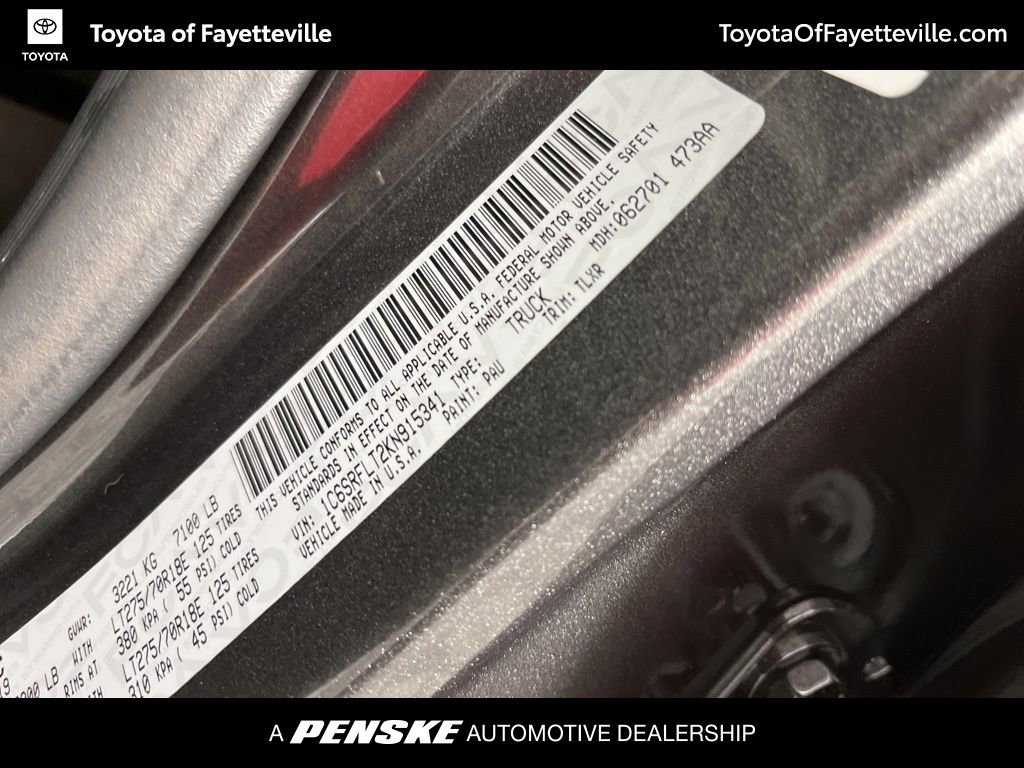 TOYOTA
Toyota of Fayetteville
ToyotaOfFayetteville.com
GVWR: 3221 KG 7100 LB
WITH LT275/70R18E 125 TIRES
RIMS AT 380 KPA ( 55 PSI) COLD
LT275/70R18E 125 TIRES
310 KPA ( 45 PSI) COLD
THIS VEHICLE CONFORMS TO ALL APPLICABLE U.S.A. FEDERAL MOTOR VEHICLE SAFETY
STANDARDS IN EFFECT ON THE DATE OF MANUFACTURE SHOWN ABOVE.
VIN: 1C6SRFLT2KN915341 TYPE: TRUCK MDH:062701 473AA
VEHICLE MADE IN U.S.A. PAINT: PAU TRIM: TLXR
A PENSKE AUTOMOTIVE DEALERSHIP